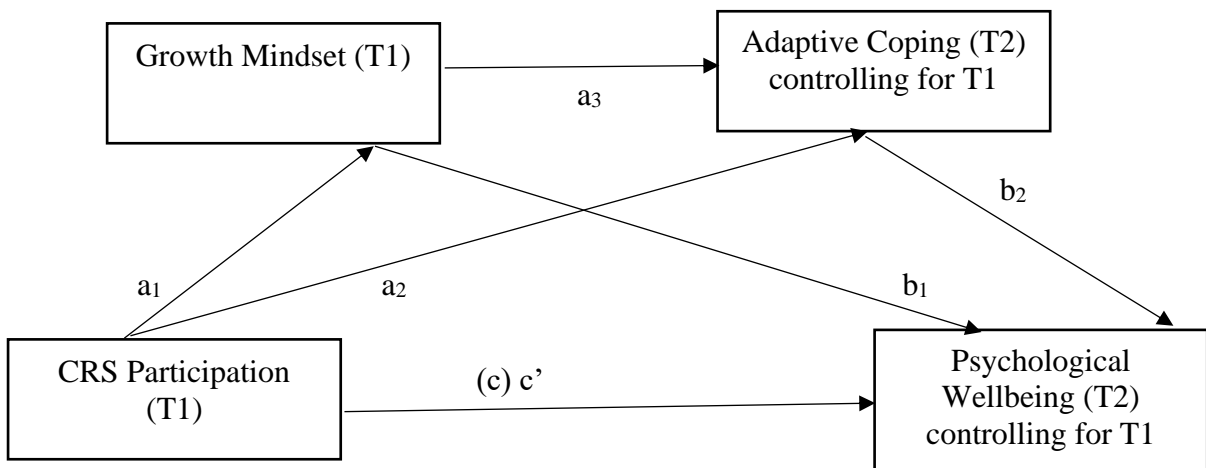 Growth Mindset (T1)
Adaptive Coping (T2)
controlling for T1
a₃
b₂
a₁
a₂
b₁
CRS Participation
(T1)
(c) c’
Psychological
Wellbeing (T2)
controlling for T1